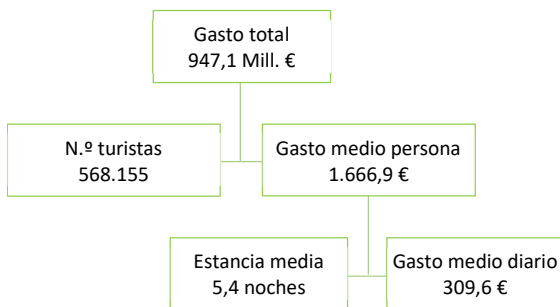 Gasto total
947,1 Mill. €
N.º turistas
568.155
Gasto medio persona
1.666,9 €
Estancia media
5,4 noches
Gasto medio diario
309,6 €